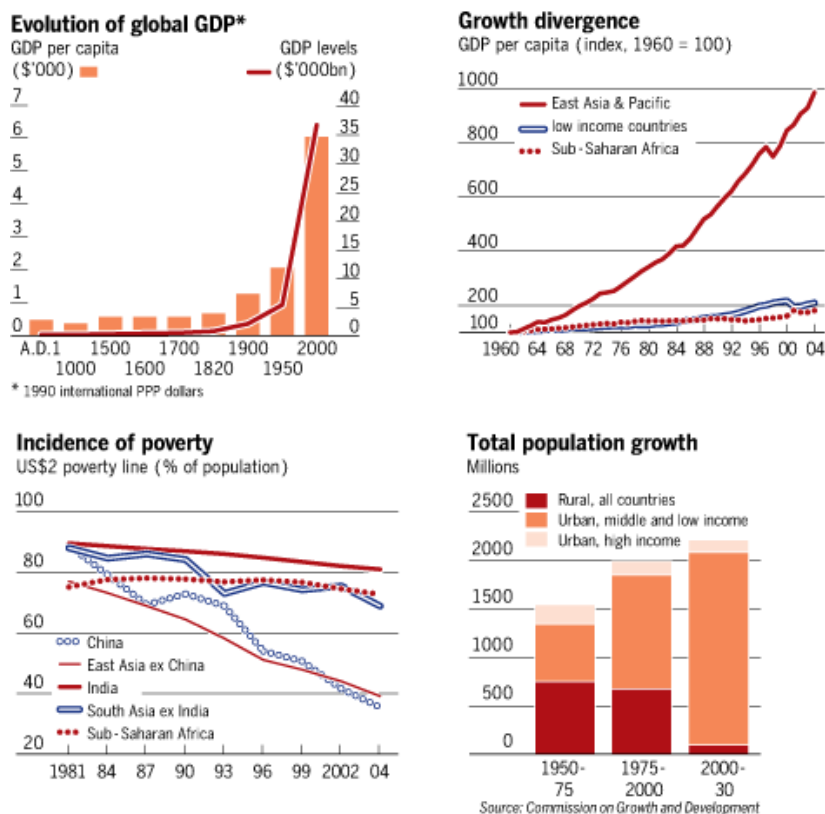 Evolution of global GDP*
GDP per capita
($'000)
GDP levels
($'000bn)
7
6
5
4
3
2
1
0
40
35
30
25
20
15
10
5
0
A.D.1 1500 1700 1900 2000
1000 1600 1820 1950
* 1990 international PPP dollars
Growth divergence
GDP per capita (index, 1960 = 100)
1000
800
600
400
200
100
East Asia & Pacific
low income countries
Sub-Saharan Africa
1960 64 68 72 76 80 84 88 92 96 00 04
Incidence of poverty
US$2 poverty line (% of population)
100
80
60
40
20
China
East Asia ex China
India
South Asia ex India
Sub-Saharan Africa
1981 84 87 90 93 96 99 2002 04
Total population growth
Millions
2500
2000
1500
1000
500
0
Rural, all countries
Urban, middle and low income
Urban, high income
1950- 1975- 2000-
75 2000 30
Source: Commission on Growth and Development